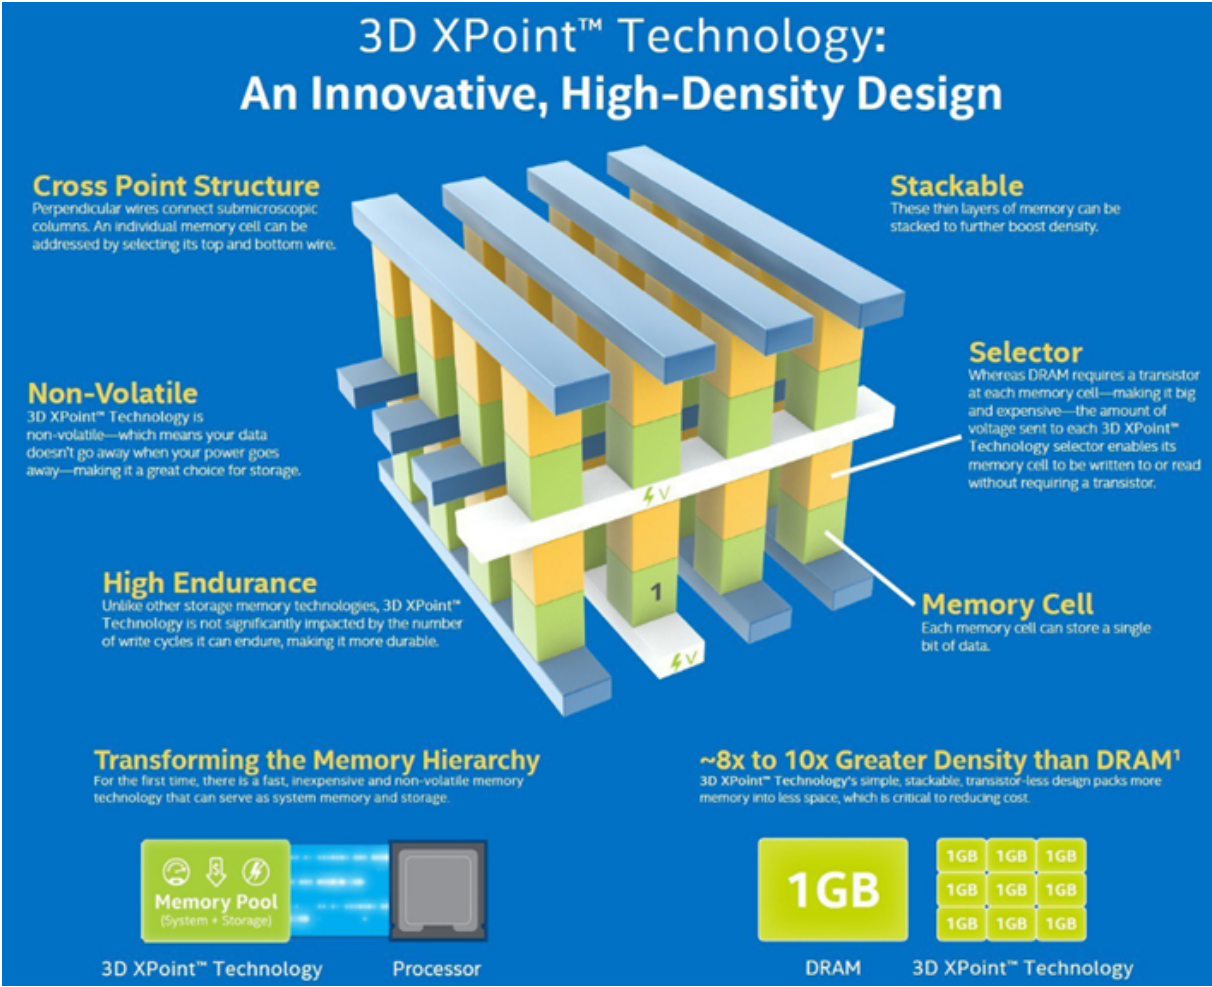 3D XPoint™ Technology:
An Innovative, High-Density Design
Cross Point Structure
Perpendicular wires connect submicroscopic
columns. An individual memory cell can be
addressed by selecting its top and bottom wire.
Stackable
These thin layers of memory can be
stacked to further boost density.
Selector
Whereas DRAM requires a transistor
at each memory cell—making it big
and expensive—the amount of
voltage sent to each 3D XPoint™
Technology selector enables its
memory cell to be written to or read
without requiring a transistor.
Non-Volatile
3D XPoint™ Technology is
non-volatile—which means your data
doesn't go away when your power goes
away—making it a great choice for storage.
V
High Endurance
Unlike other storage memory technologies, 3D XPoint™
Technology is not significantly impacted by the number
of write cycles it can endure, making it more durable.
1
Memory Cell
Each memory cell can store a single
bit of data.
V
Transforming the Memory Hierarchy
For the first time, there is a fast, inexpensive and non-volatile memory
technology that can serve as system memory and storage.
Memory Pool
(System + Storage)
3D XPoint™ Technology
Processor
~8x to 10x Greater Density than DRAM¹
3D XPoint™ Technology's simple, stackable, transistor-less design packs more
memory into less space, which is critical to reducing cost.
1GB
1GB 1GB 1GB
1GB 1GB 1GB
1GB 1GB 1GB
DRAM
3D XPoint™ Technology